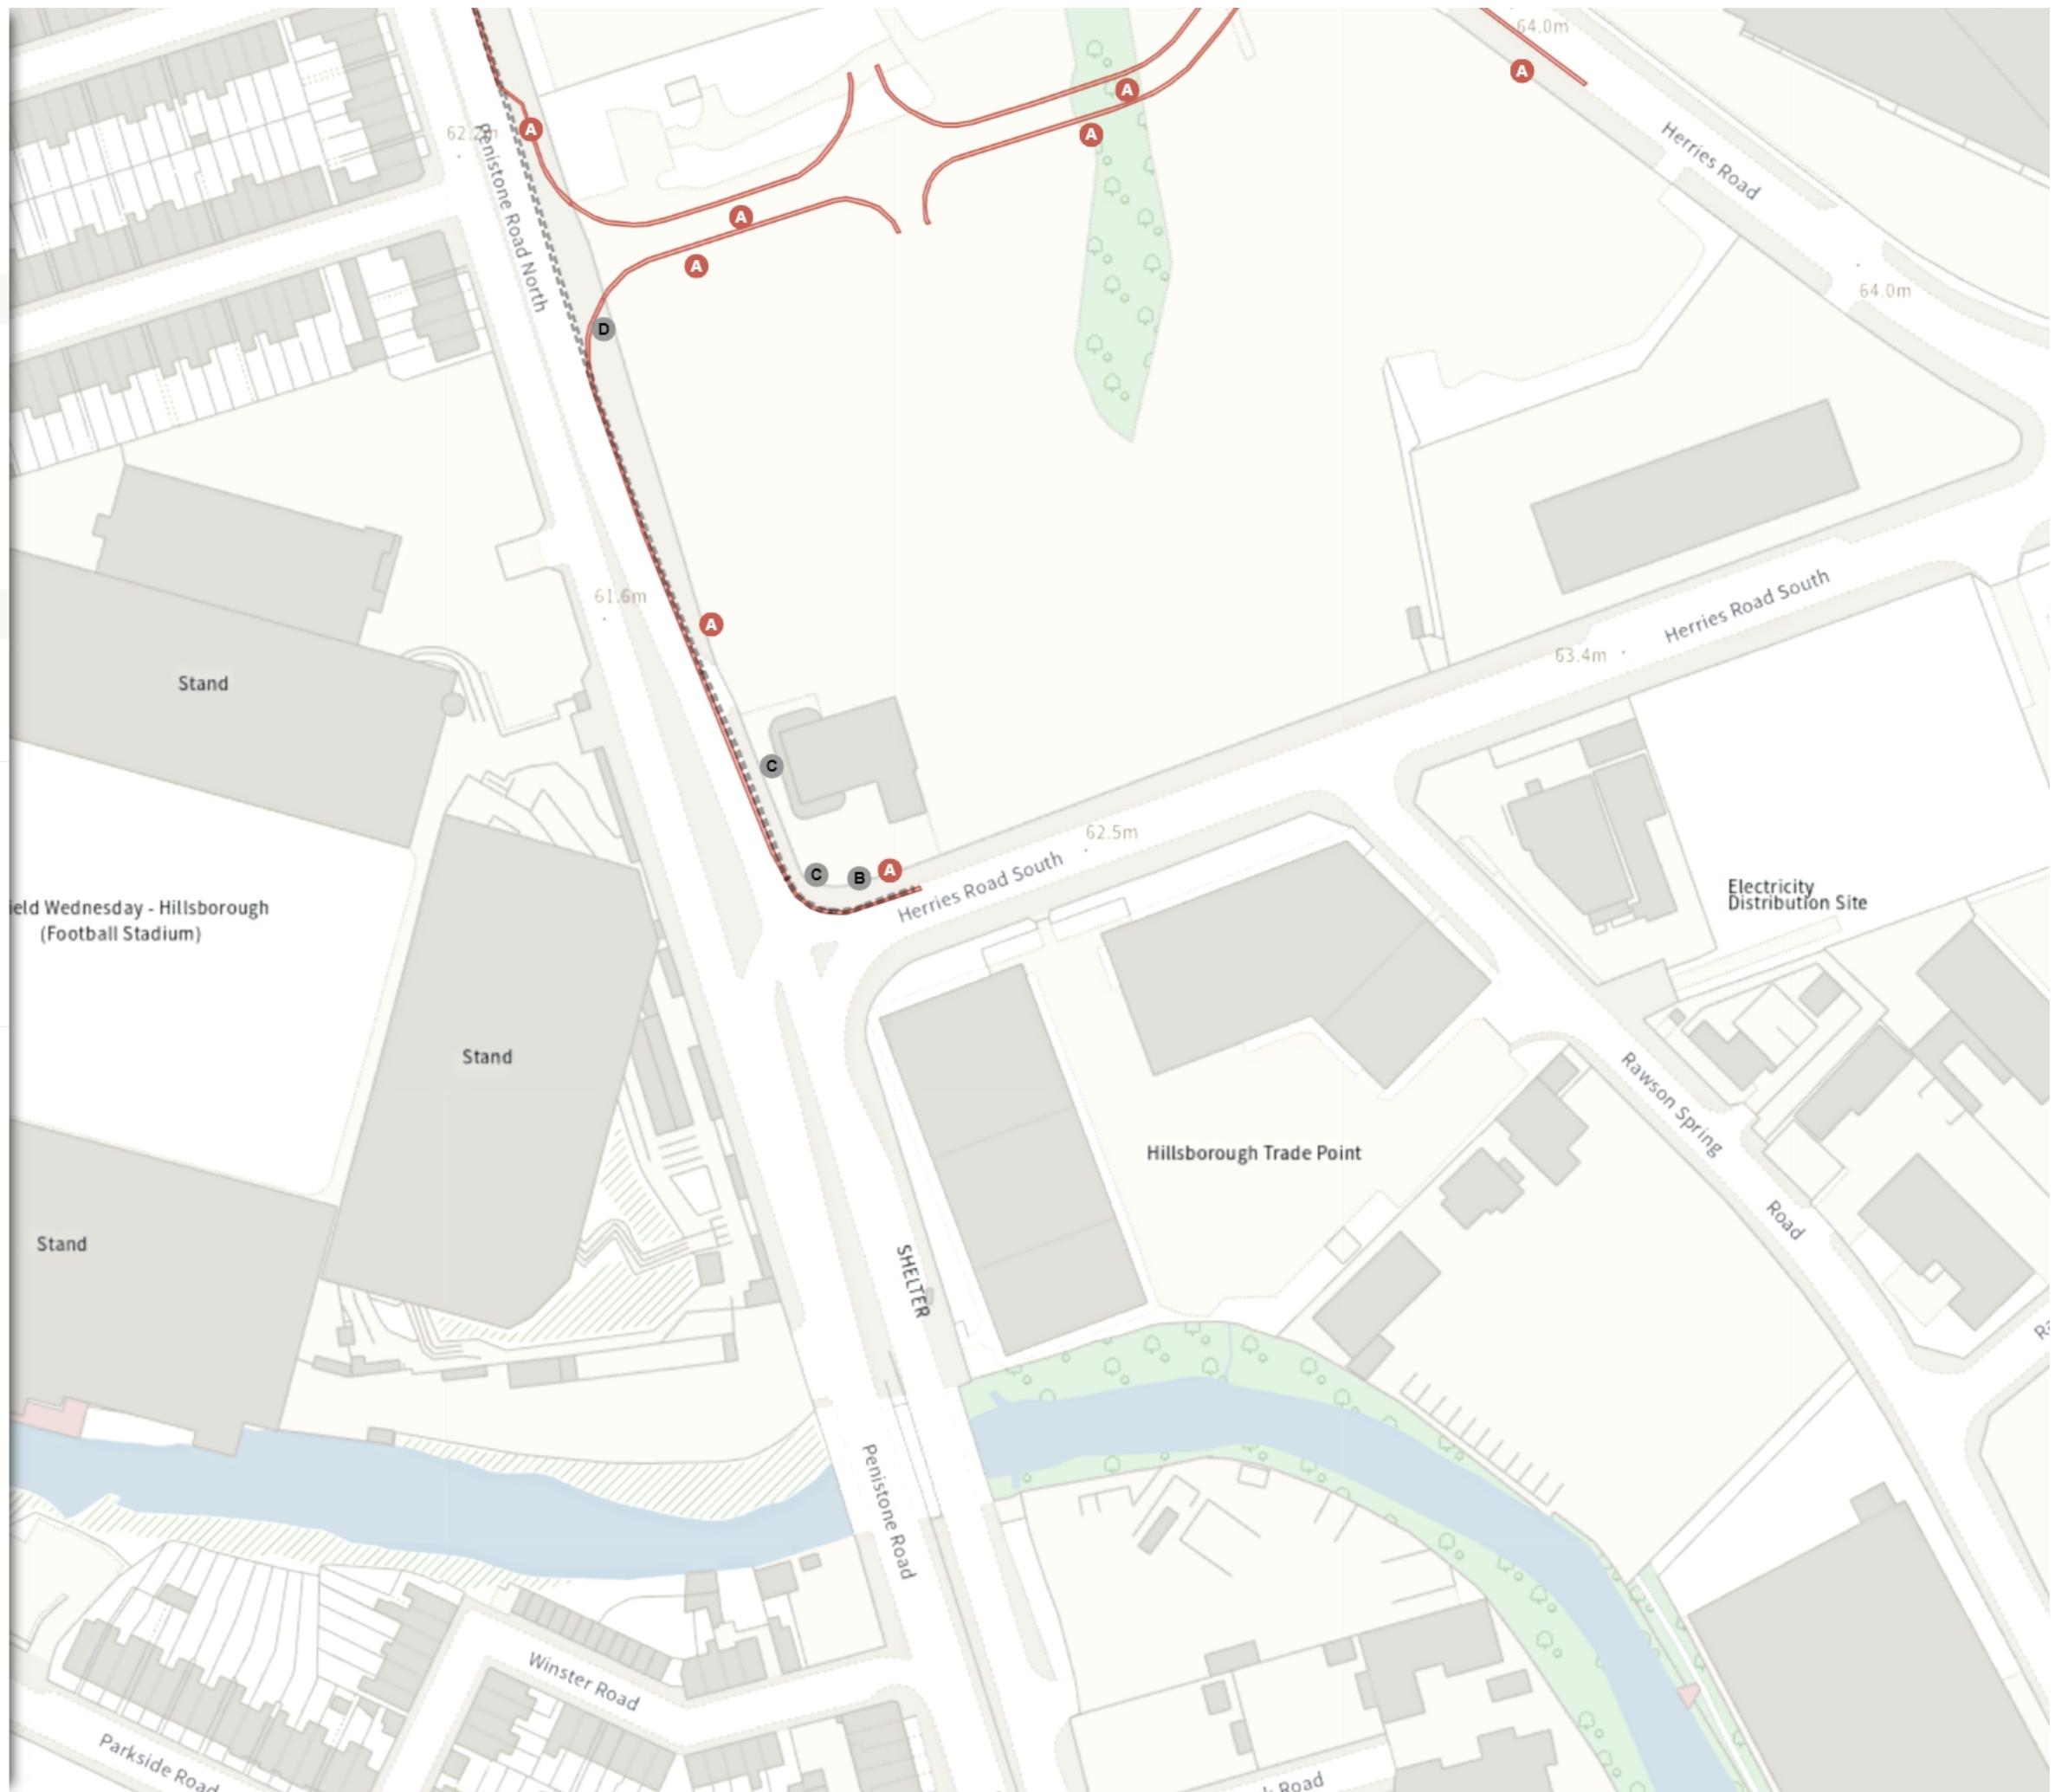 64.0m
A
A
A
A
62.2m
Herries Road
Penistone Road North
A
A
64.0m
D
Herries Road South
61.6m
A
63.4m
Stand
C
62.5m
A
C
B
Herries Road South
Electricity
Distribution Site
ield Wednesday - Hillsborough
(Football Stadium)
Stand
Rawson Spring
Hillsborough Trade Point
Road
Stand
SHELTER
Ra
Penistone Road
Winster Road
Parkside Road
k Road